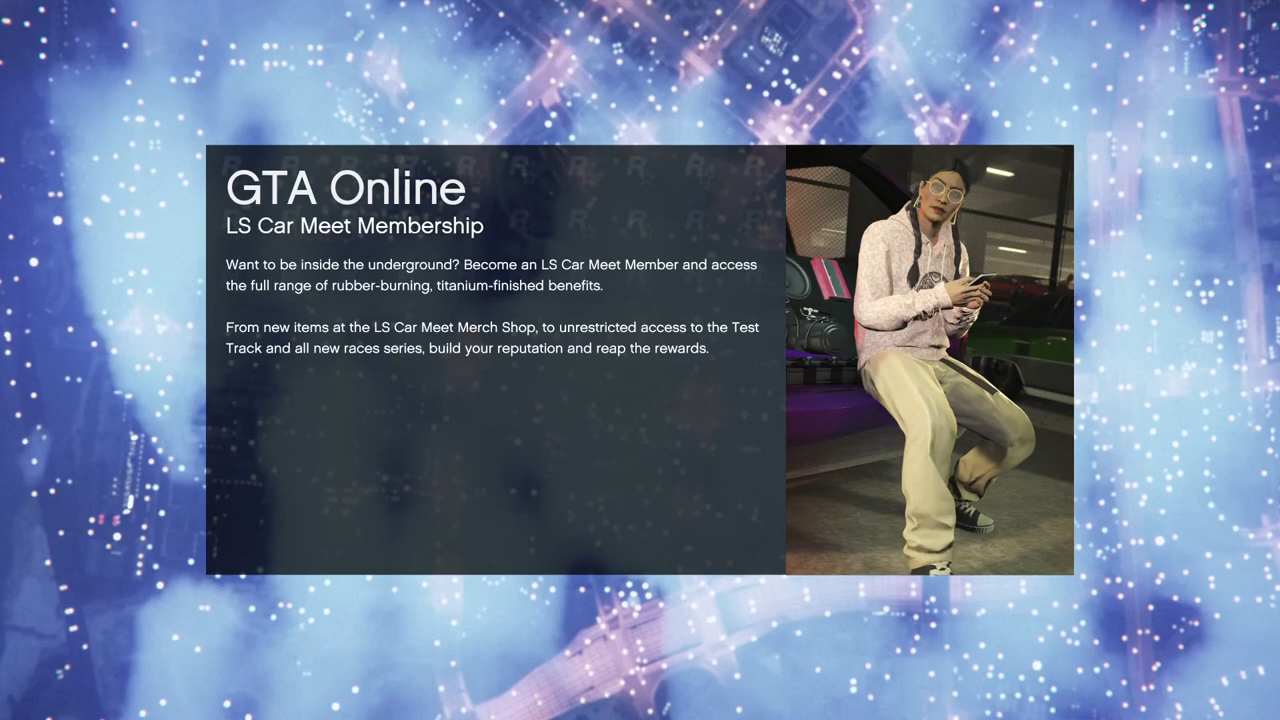 GTA Online
LS Car Meet Membership
Want to be inside the underground? Become an LS Car Meet Member and access
the full range of rubber-burning, titanium-finished benefits.
From new items at the LS Car Meet Merch Shop, to unrestricted access to the Test
Track and all new races series, build your reputation and reap the rewards.